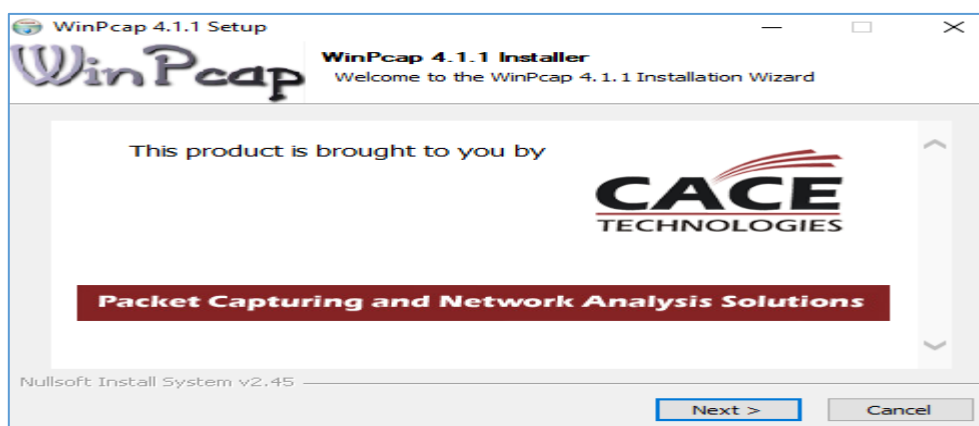 WinPcap 4.1.1 Setup
WinPcap
WinPcap 4.1.1 Installer
Welcome to the WinPcap 4.1.1 Installation Wizard
This product is brought to you by
CACE
TECHNOLOGIES
Packet Capturing and Network Analysis Solutions
Nullsoft Install System v2.45
Next >
Cancel